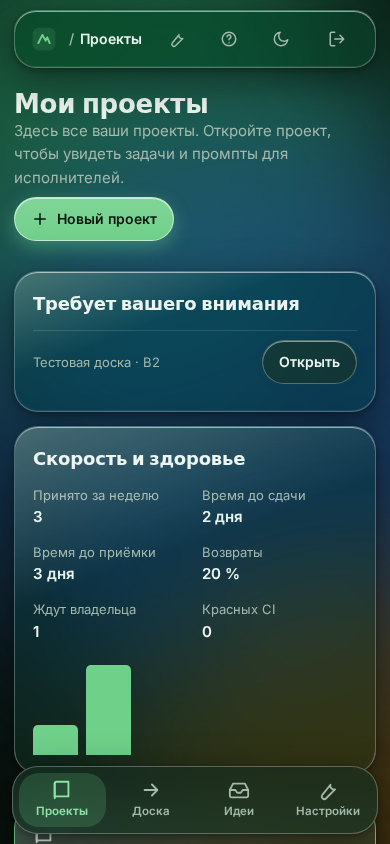 / Проекты
Мои проекты
Здесь все ваши проекты. Откройте проект,
чтобы увидеть задачи и промпты для
исполнителей.
+ Новый проект
Требует вашего внимания
Тестовая доска · B2
Открыть
Скорость и здоровье
Принято за неделю
3
Время до сдачи
2 дня
Время до приёмки
3 дня
Возвраты
20 %
Ждут владельца
1
Красных CI
0
Проекты
Доска
Идеи
Настройки